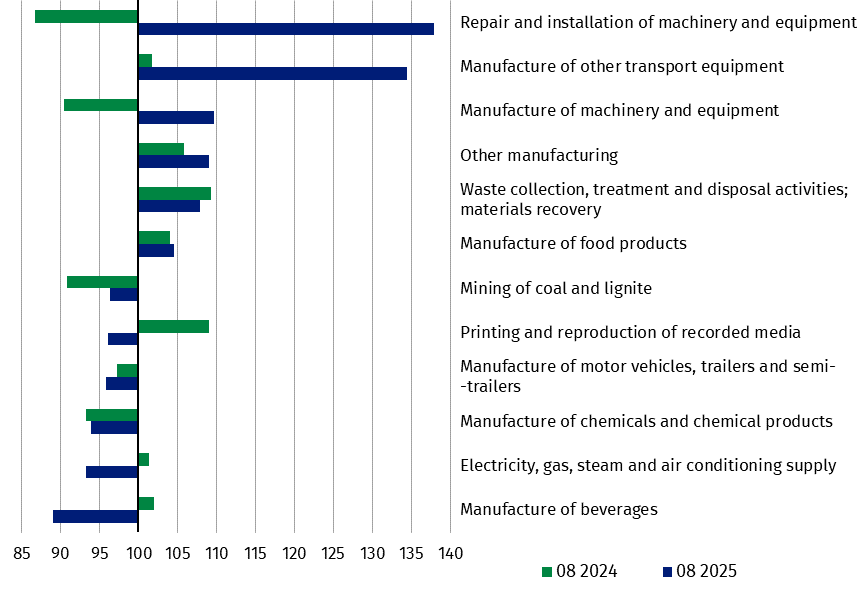 Repair and installation of machinery and equipment
Manufacture of other transport equipment
Manufacture of machinery and equipment
Other manufacturing
Waste collection, treatment and disposal activities;
materials recovery
Manufacture of food products
Mining of coal and lignite
Printing and reproduction of recorded media
Manufacture of motor vehicles, trailers and semi-
-trailers
Manufacture of chemicals and chemical products
Electricity, gas, steam and air conditioning supply
Manufacture of beverages
85 90 95 100 105 110 115 120 125 130 135 140
08 2024 08 2025